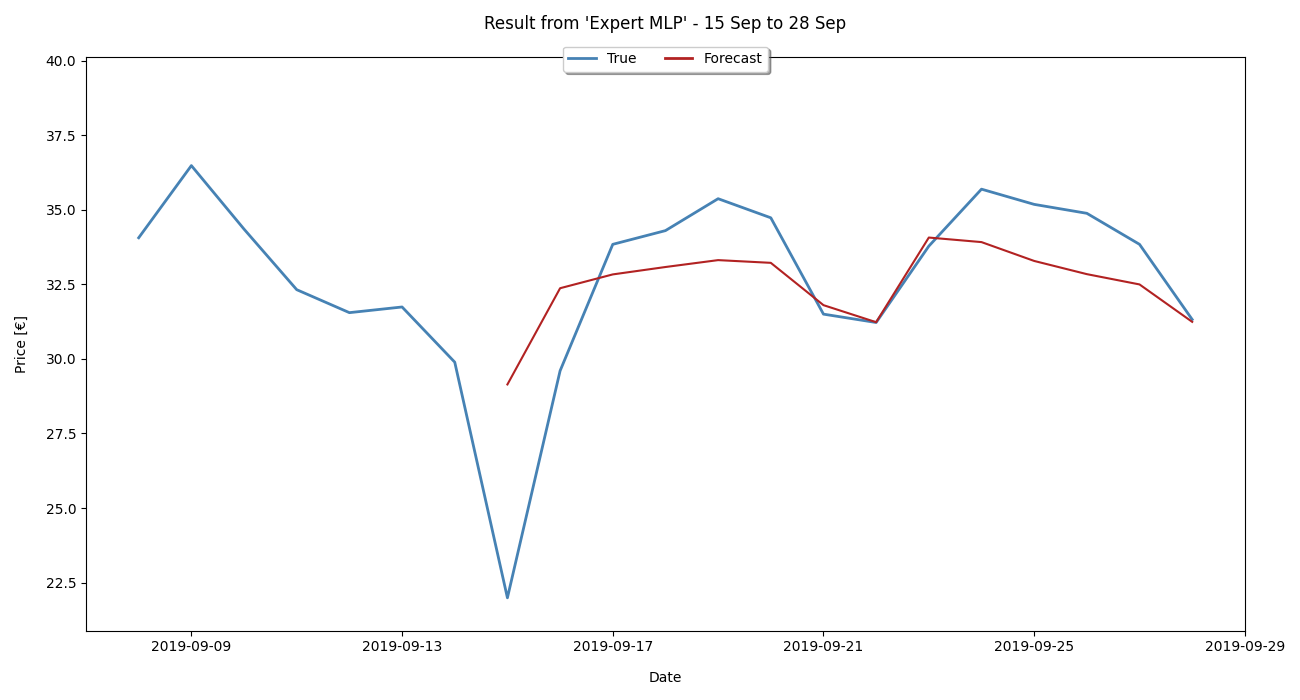 Result from 'Expert MLP' - 15 Sep to 28 Sep
True Forecast
40.0
37.5
35.0
32.5
30.0
27.5
25.0
22.5
Price [€]
2019-09-09 2019-09-13 2019-09-17 2019-09-21 2019-09-25 2019-09-29
Date